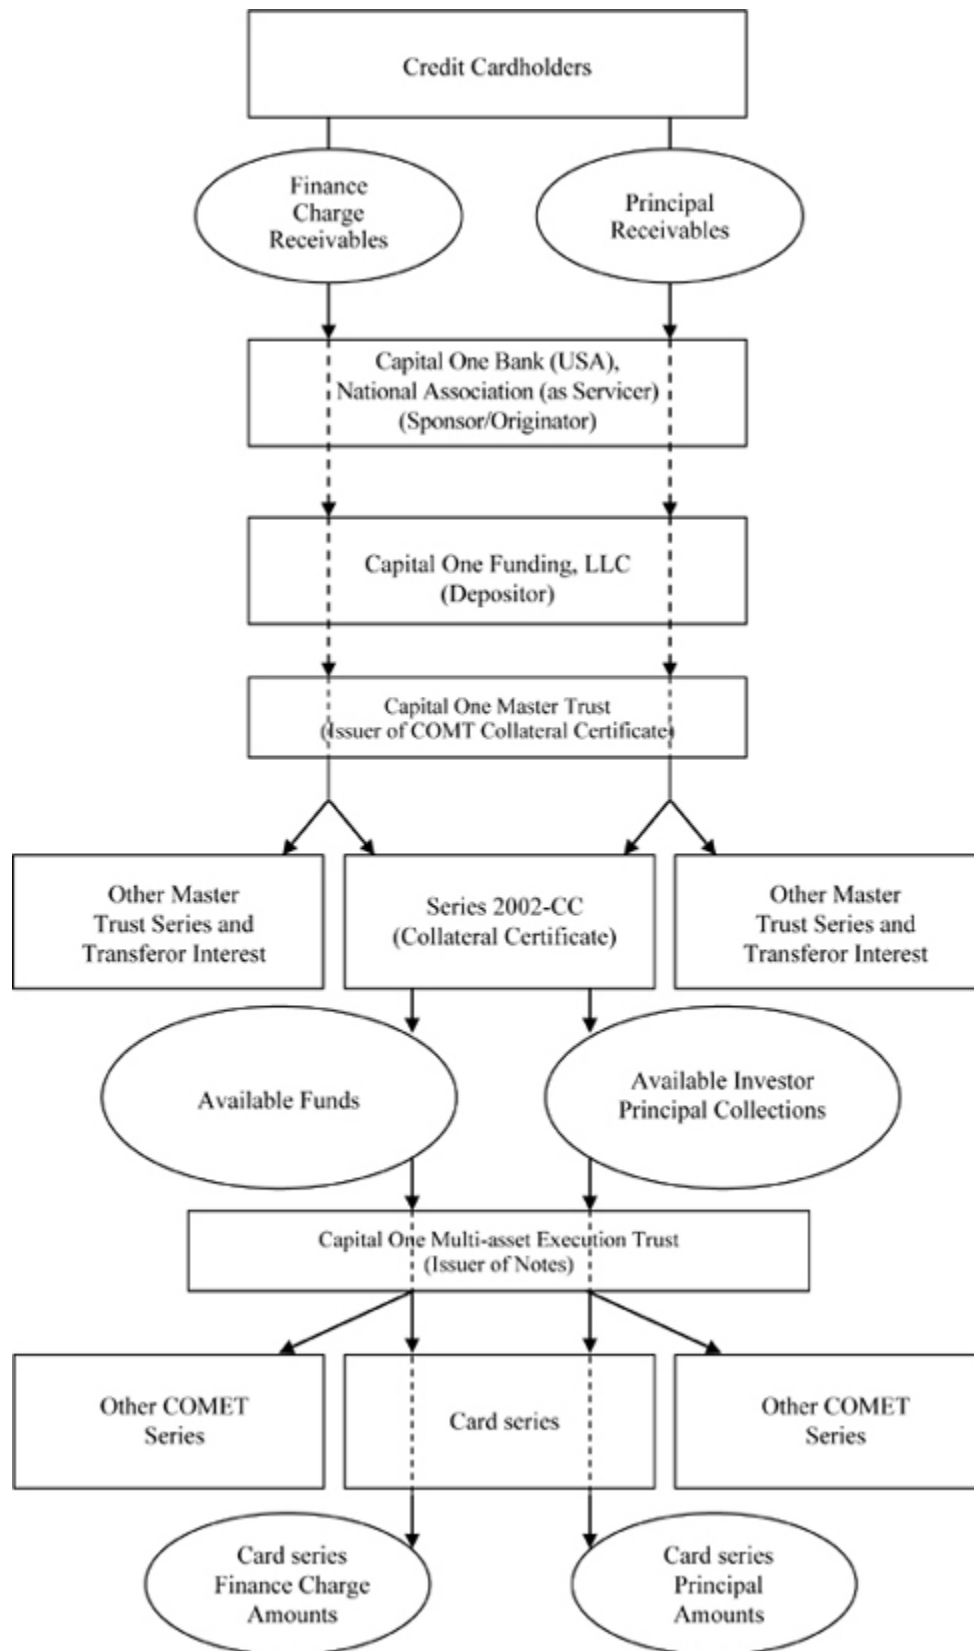 Credit Cardholders
Finance
Charge
Receivables
Principal
Receivables
Capital One Bank (USA),
National Association (as Servicer)
(Sponsor/Originator)
Capital One Funding, LLC
(Depositor)
Capital One Master Trust
(Issuer of COMT Collateral Certificate)
Other Master
Trust Series and
Transferor Interest
Series 2002-CC
(Collateral Certificate)
Other Master
Trust Series and
Transferor Interest
Available Funds
Available Investor
Principal Collections
Capital One Multi-asset Execution Trust
(Issuer of Notes)
Other COMET
Series
Card series
Other COMET
Series
Card series
Finance Charge
Amounts
Card series
Principal
Amounts